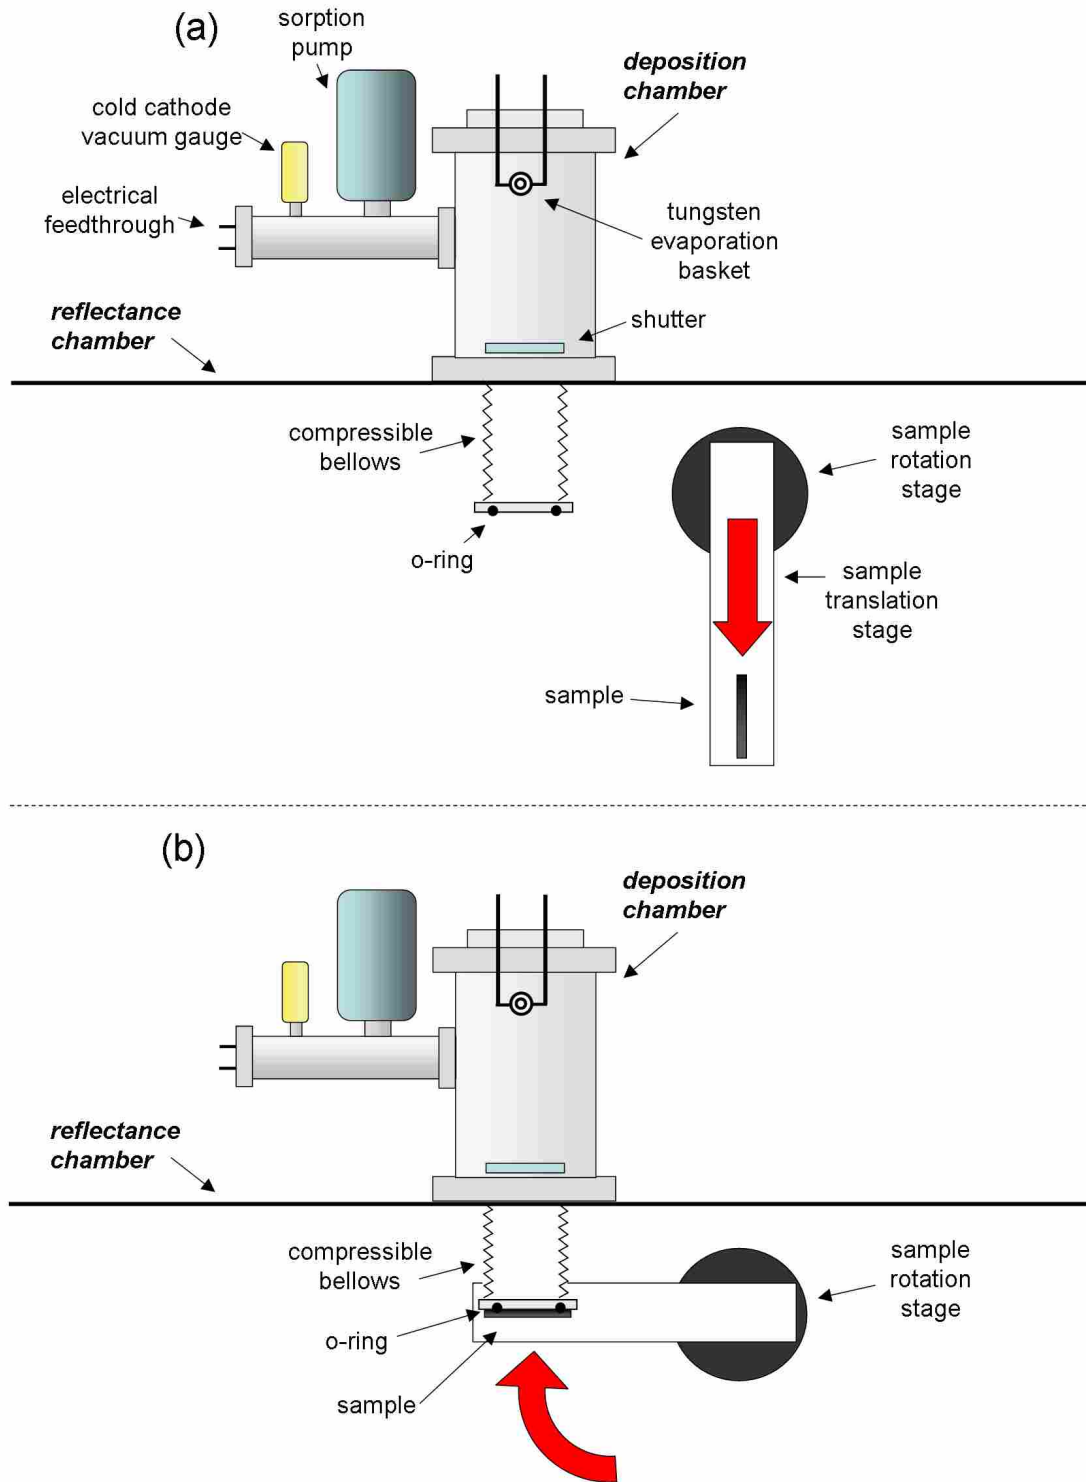 (a)
sorption
pump
deposition
chamber
cold cathode
vacuum gauge
electrical
feedthrough
tungsten
evaporation
basket
reflectance
chamber
shutter
compressible
bellows
sample
rotation
stage
o-ring
sample
translation
stage
sample
(b)
deposition
chamber
reflectance
chamber
compressible
bellows
sample
rotation
stage
o-ring
sample